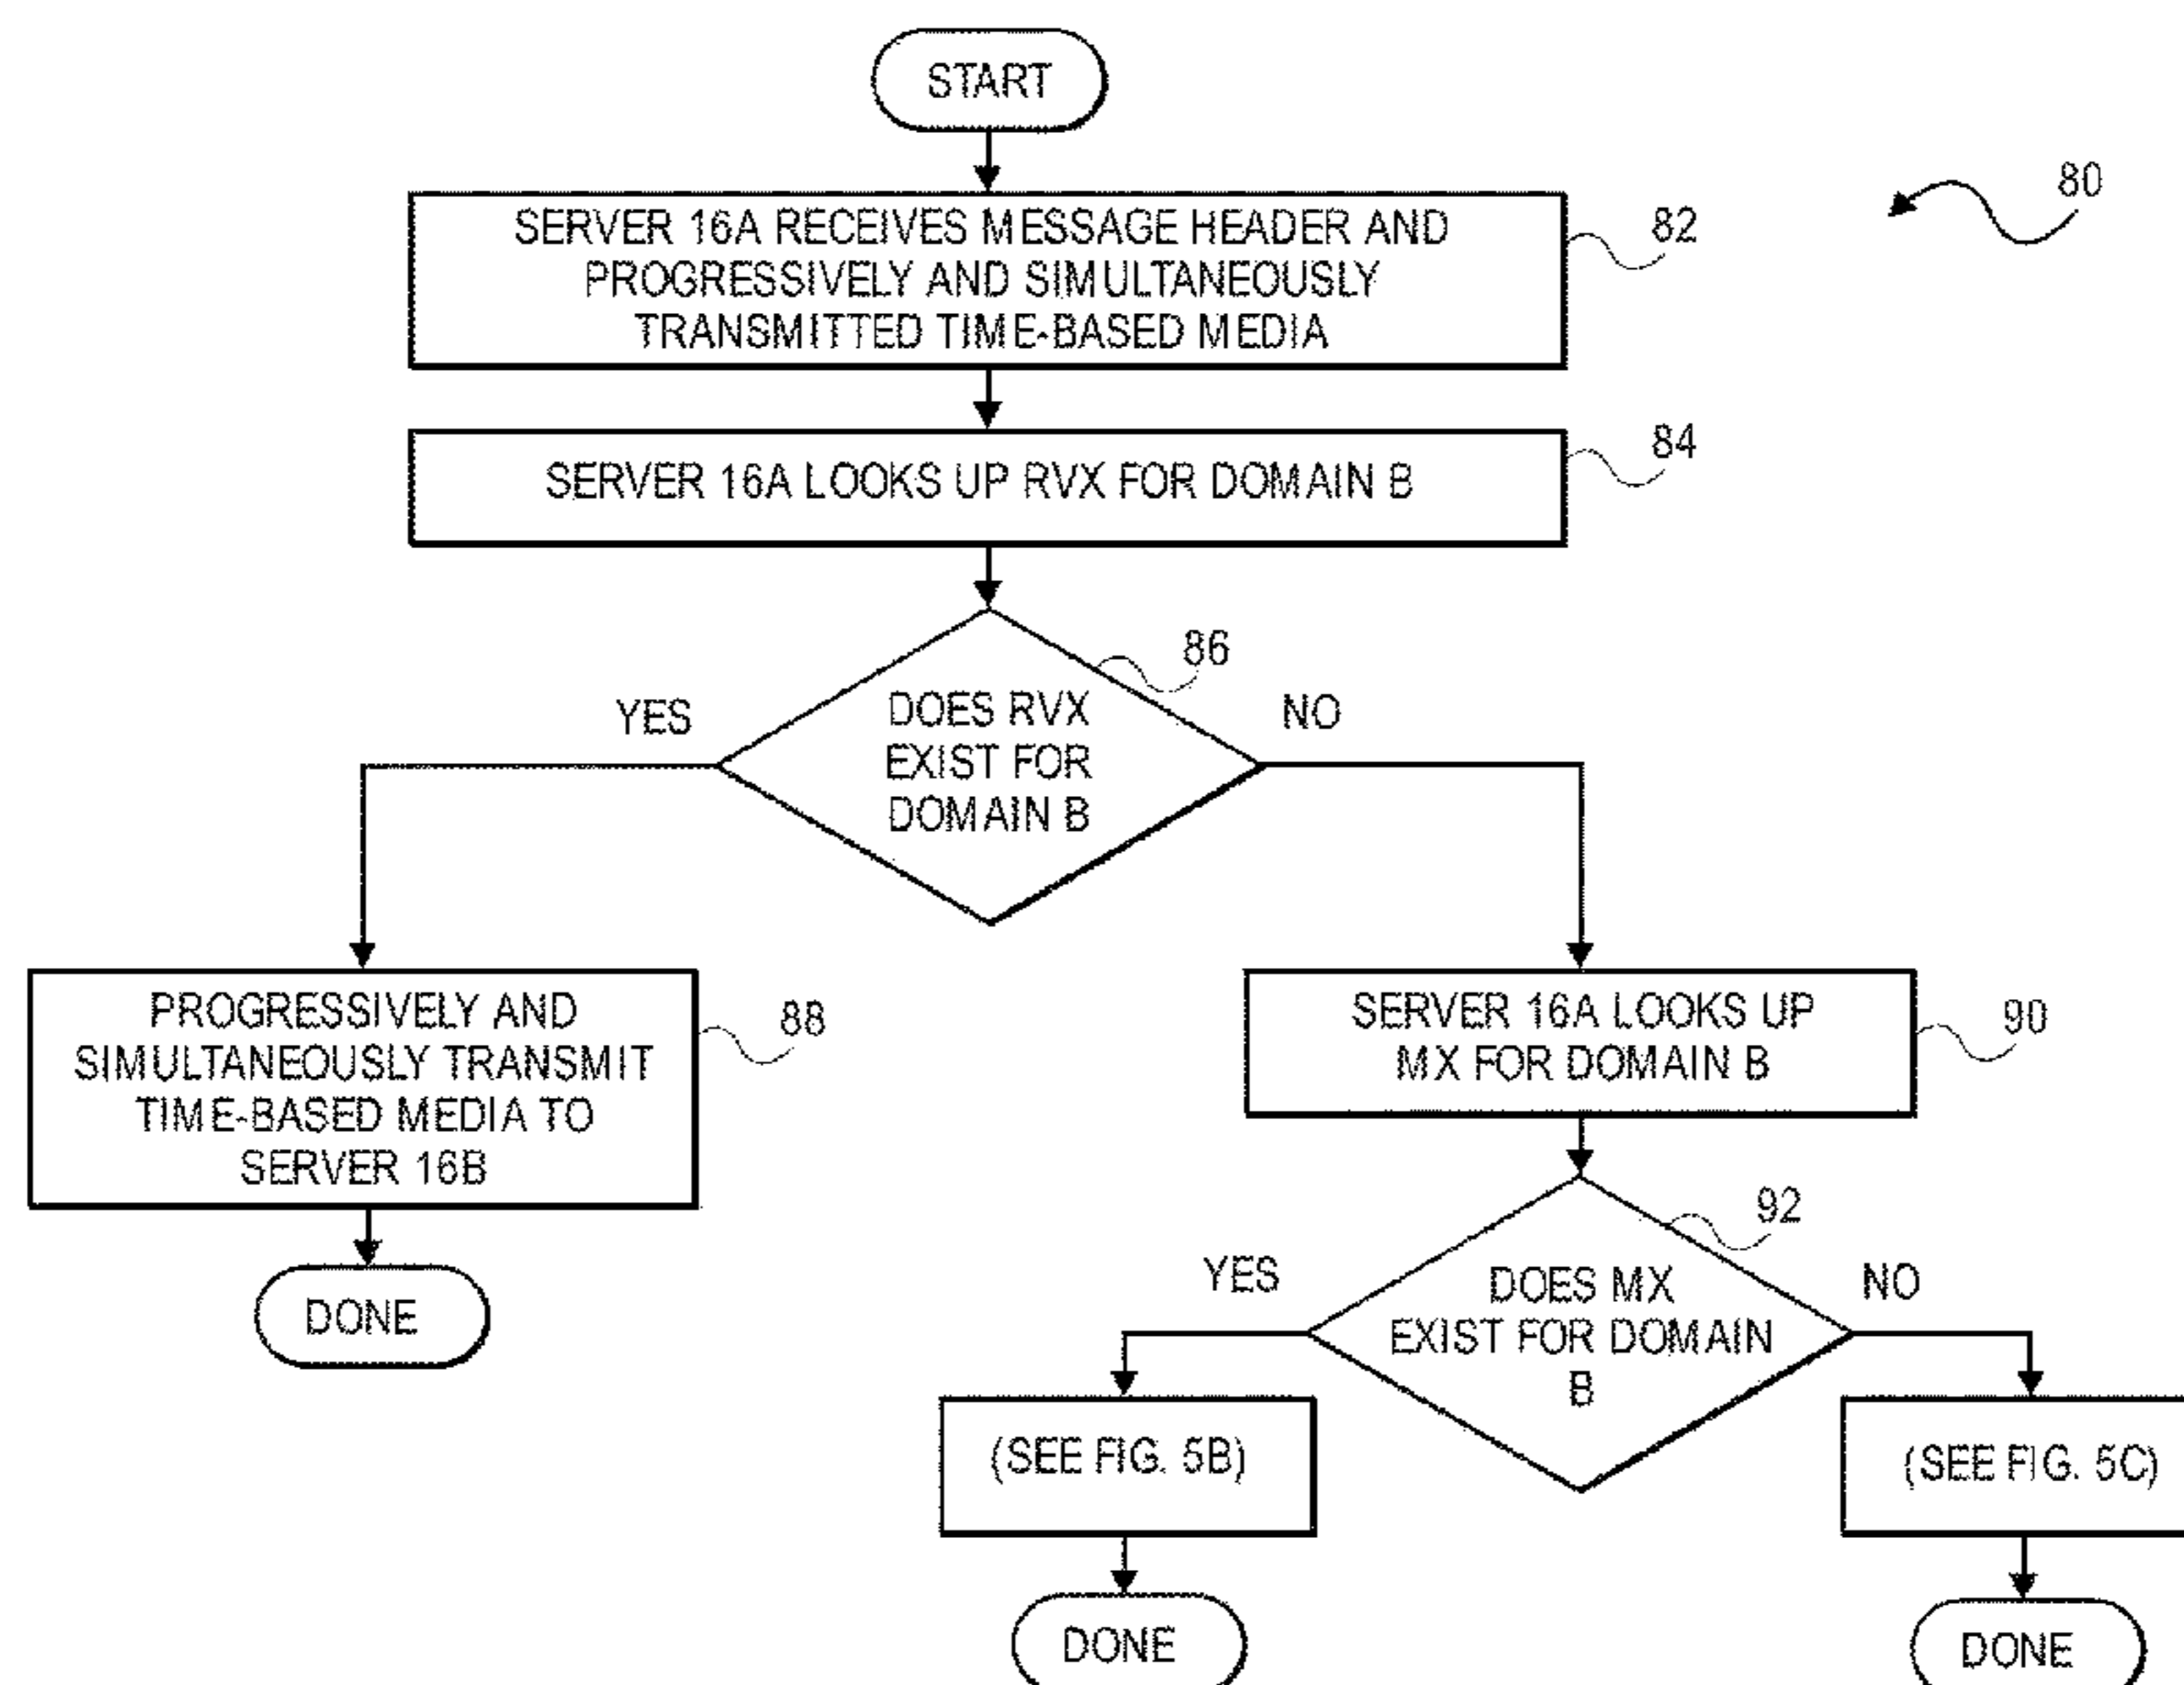 START
80
SERVER 16A RECEIVES MESSAGE HEADER AND
PROGRESSIVELY AND SIMULTANEOUSLY
TRANSMITTED TIME-BASED MEDIA
82
SERVER 16A LOOKS UP RVX FOR DOMAIN B
84
86
YES
DOES RVX
EXIST FOR
DOMAIN B
NO
PROGRESSIVELY AND
SIMULTANEOUSLY TRANSMIT
TIME-BASED MEDIA TO
SERVER 16B
88
SERVER 16A LOOKS UP
MX FOR DOMAIN B
90
92
YES
DOES MX
EXIST FOR DOMAIN
B
NO
DONE
(SEE FIG. 5B)
(SEE FIG. 5C)
DONE
DONE